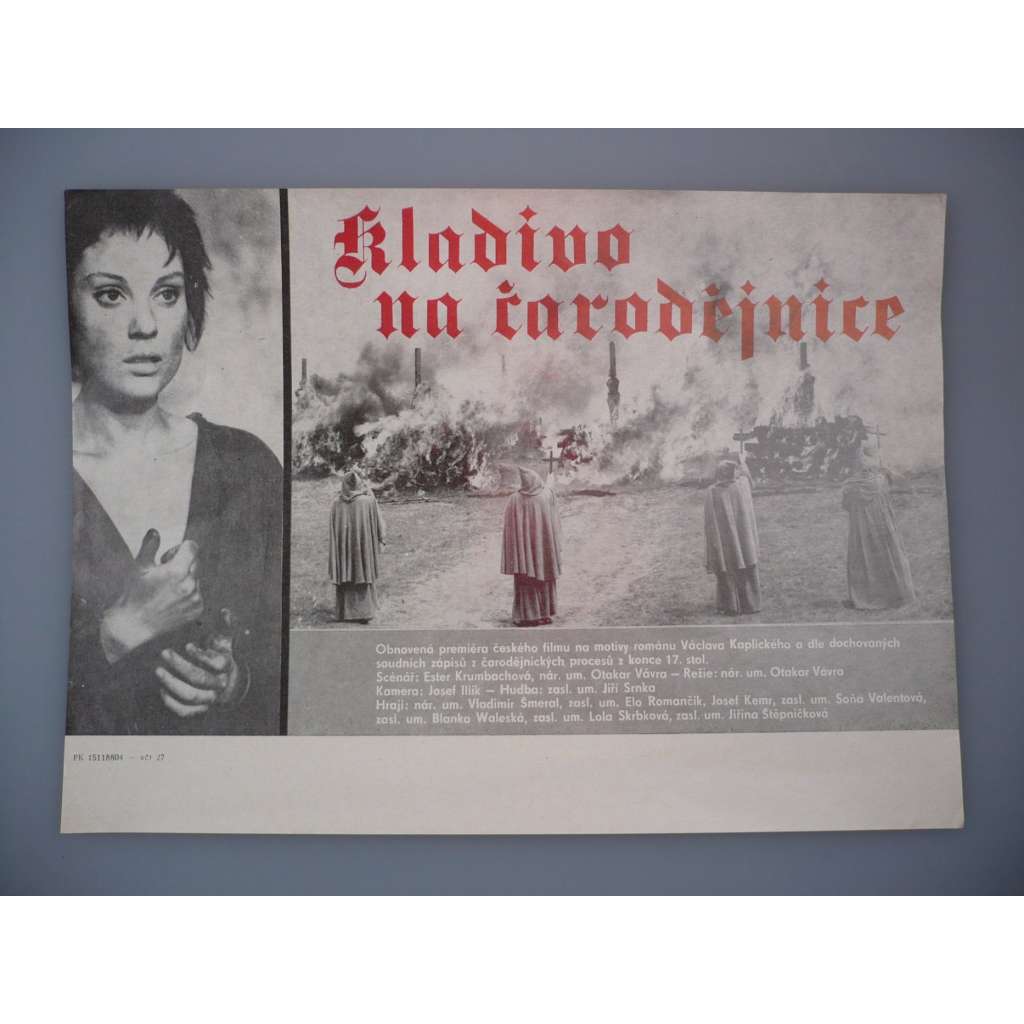 Kladivo
na čarodějnice
Obnovená premiéra českého filmu na motivy románu Václava Kaplického a dle dochovaných
soudních zápisů z čarodějnických procesů z konce 17. stol.
Scénář: Ester Krumbachová, nár. um. Otakar Vávra – Režie: nár. um. Otakar Vávra
Kamera: Josef Illík – Hudba: zasl. um. Jiří Srnka
Hrají: nár. um. Vladimír Šmeral, zasl. um. Elo Romančík, Josef Kemr, zasl. um. Soňa Valentová,
zasl. um. Blanka Waleská, zasl. um. Lola Skrbková, zasl. um. Jiřina Štěpničková
PK 15118804 - 27